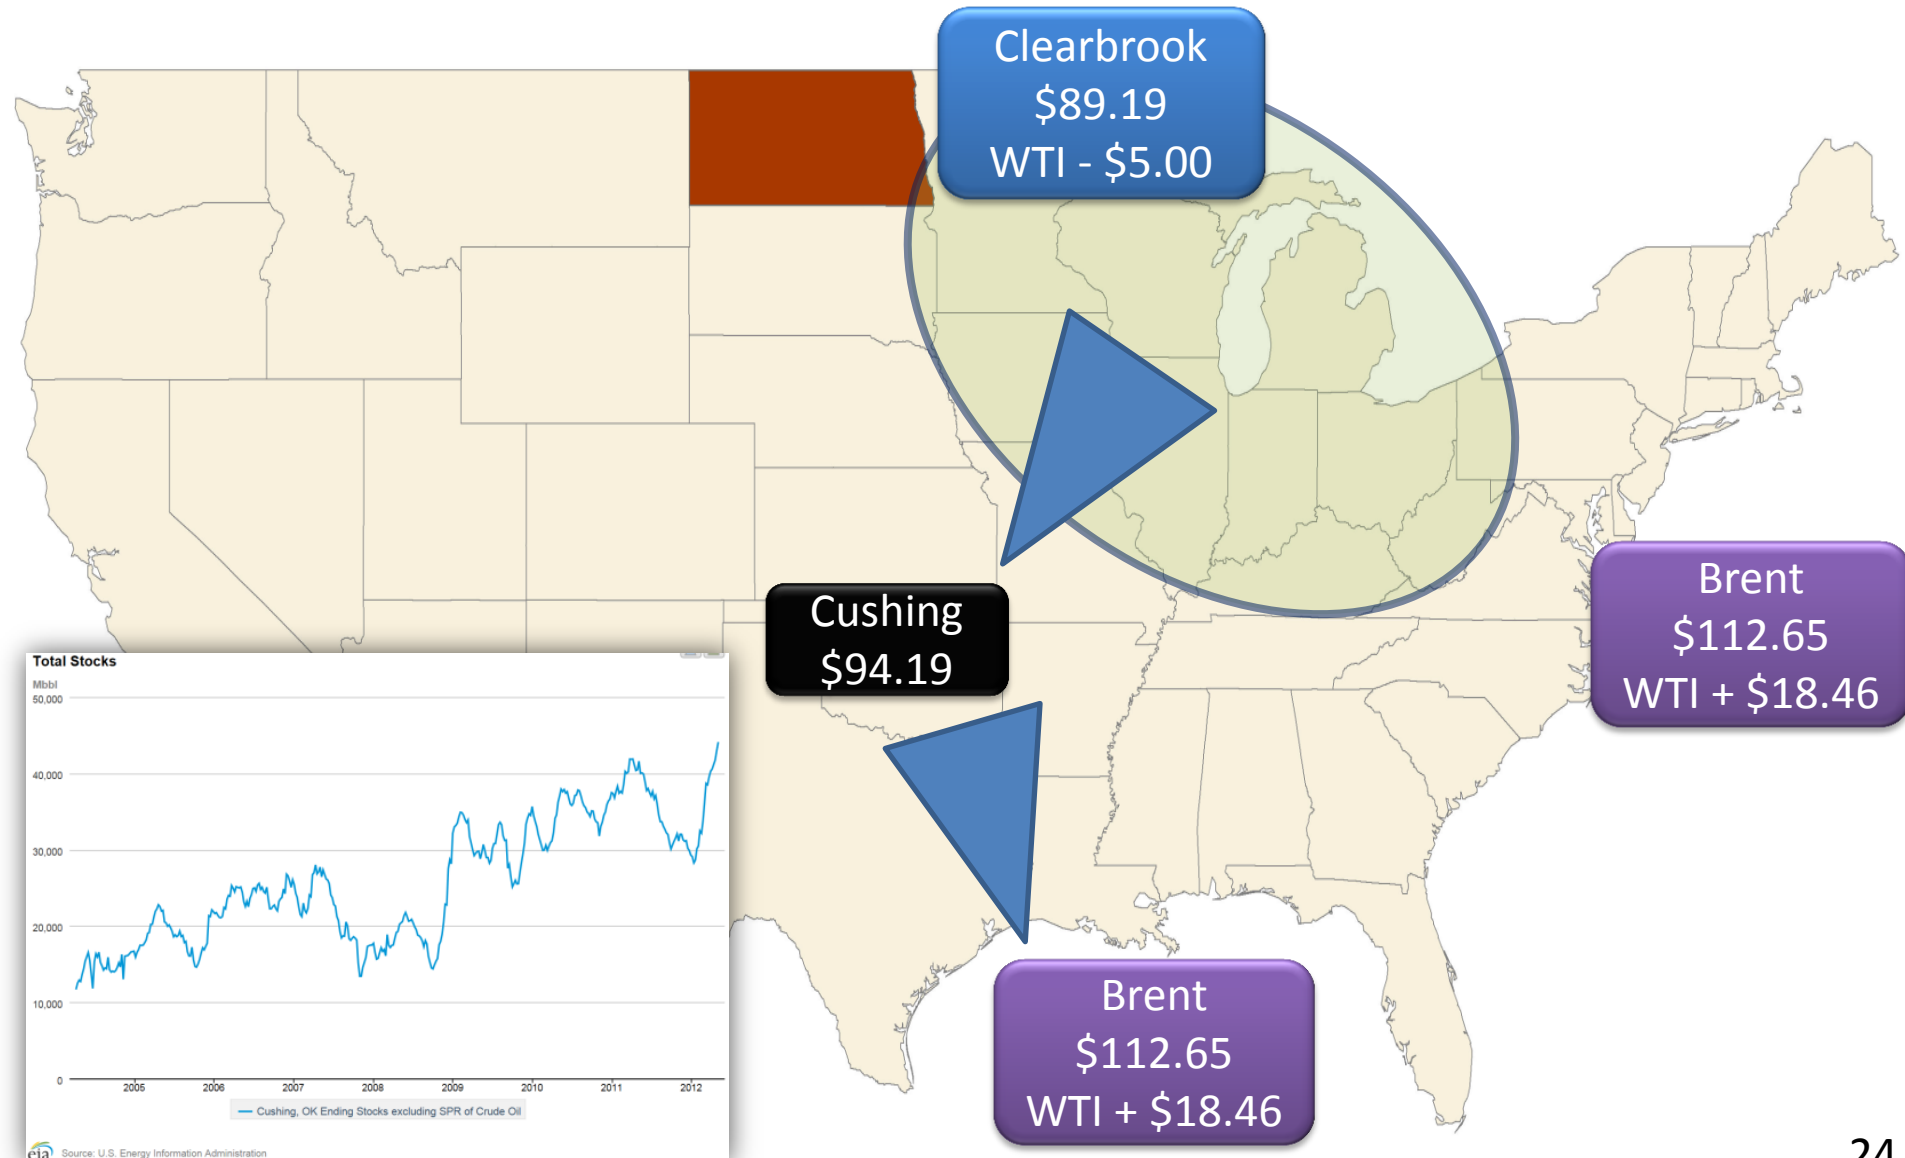 Clearbrook
$89.19
WTI - $5.00
Cushing
$94.19
Brent
$112.65
WTI + $18.46
Brent
$112.65
WTI + $18.46
Total Stocks
Mbbl
50,000
40,000
30,000
20,000
10,000
0
2005 2006 2007 2008 2009 2010 2011 2012
Cushing, OK Ending Stocks excluding SPR of Crude Oil
eia Source: U.S. Energy Information Administration
24